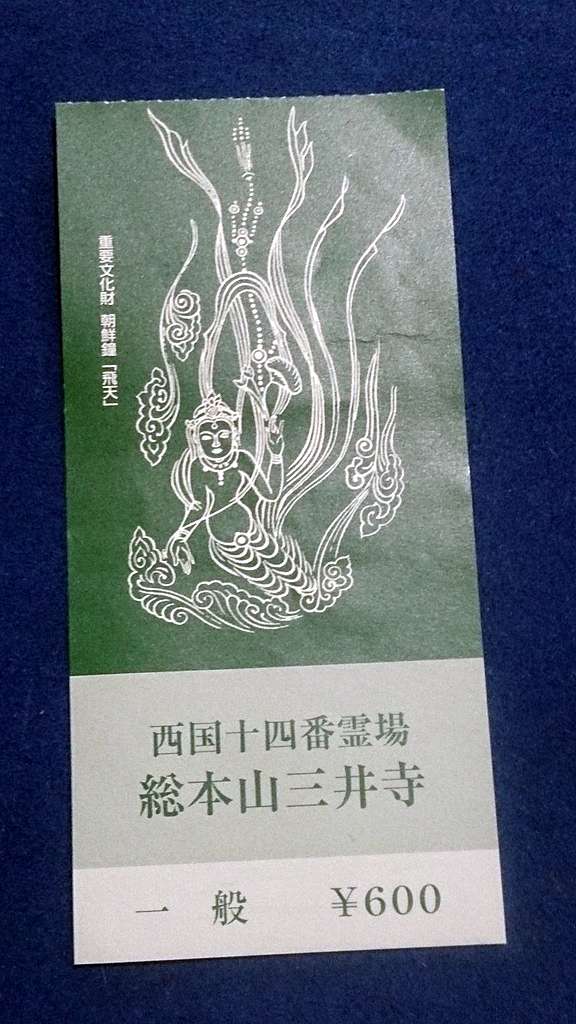 重要文化財 朝鮮鐘「飛天」
西国十四番霊場
総本山三井寺
一般 ¥600